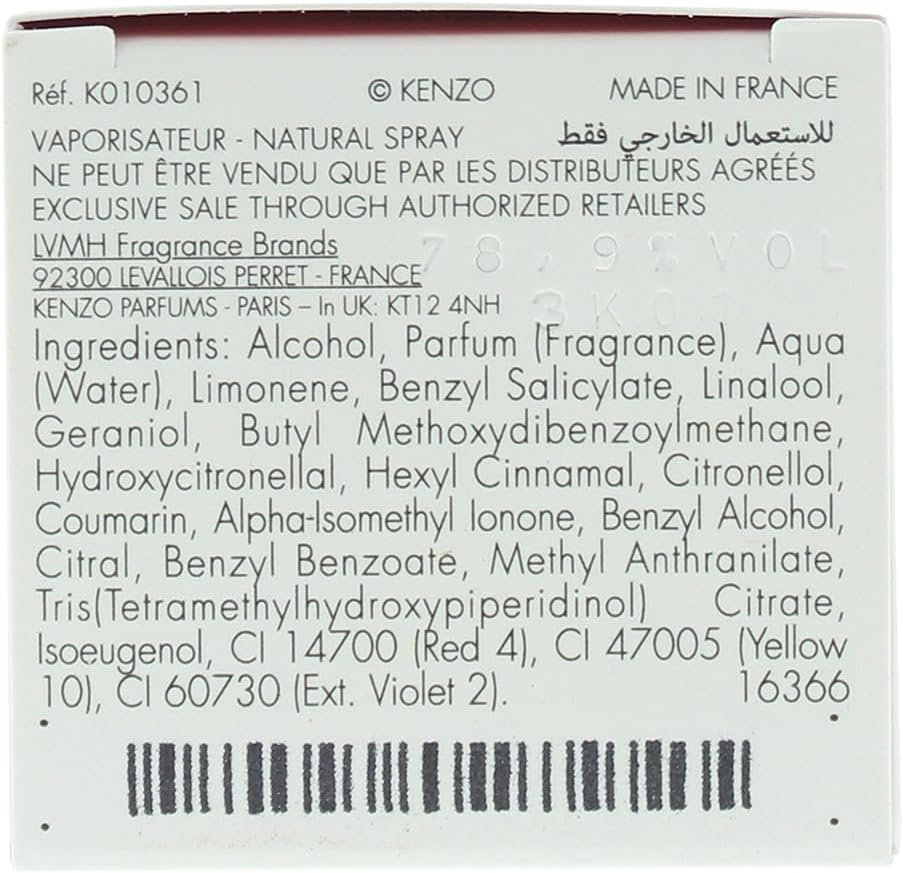 Réf. K010361 © KENZO MADE IN FRANCE
VAPORISATEUR - NATURAL SPRAY للاستعمال الخارجي فقط
NE PEUT ÊTRE VENDU QUE PAR LES DISTRIBUTEURS AGRÉÉS
EXCLUSIVE SALE THROUGH AUTHORIZED RETAILERS
LVMH Fragrance Brands
78,9% VOL
92300 LEVALLOIS PERRET - FRANCE
KENZO PARFUMS - PARIS – In UK: KT12 4NH
Ingredients: Alcohol, Parfum (Fragrance), Aqua
(Water), Limonene, Benzyl Salicylate, Linalool,
Geraniol, Butyl Methoxydibenzoylmethane,
Hydroxycitronellal, Hexyl Cinnamal, Citronellol,
Coumarin, Alpha-Isomethyl Ionone, Benzyl Alcohol,
Citral, Benzyl Benzoate, Methyl Anthranilate,
Tris(Tetramethylhydroxypiperidinol) Citrate,
Isoeugenol, CI 14700 (Red 4), CI 47005 (Yellow
10), CI 60730 (Ext. Violet 2). 16366